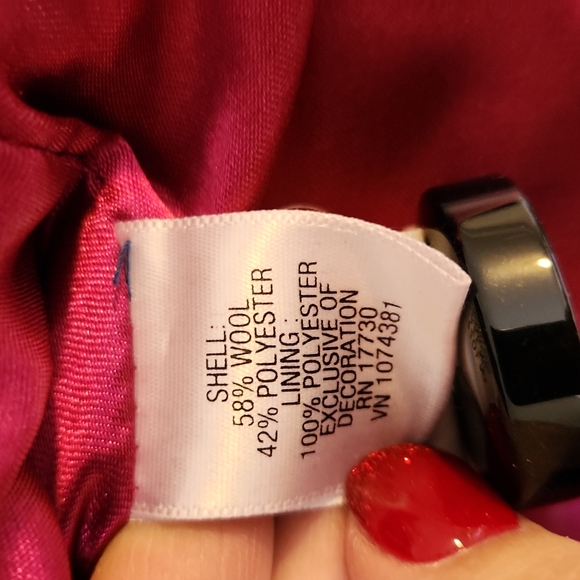 SHELL:
58% WOOL
42% POLYESTER
LINING :
100% POLYESTER
EXCLUSIVE OF
DECORATION
RN 17730
VN 1074381